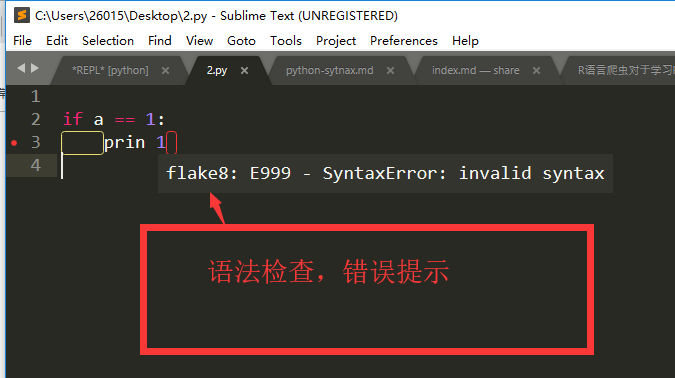 C:\Users\26015\Desktop\2.py - Sublime Text (UNREGISTERED)
File Edit Selection Find View Goto Tools Project Preferences Help
*REPL* [python] 2.py python-sytnax.md index.md — share R语言爬虫对于学习
1
2 if a == 1:
3 prin 1
4
flake8: E999 - SyntaxError: invalid syntax
语法检查，错误提示